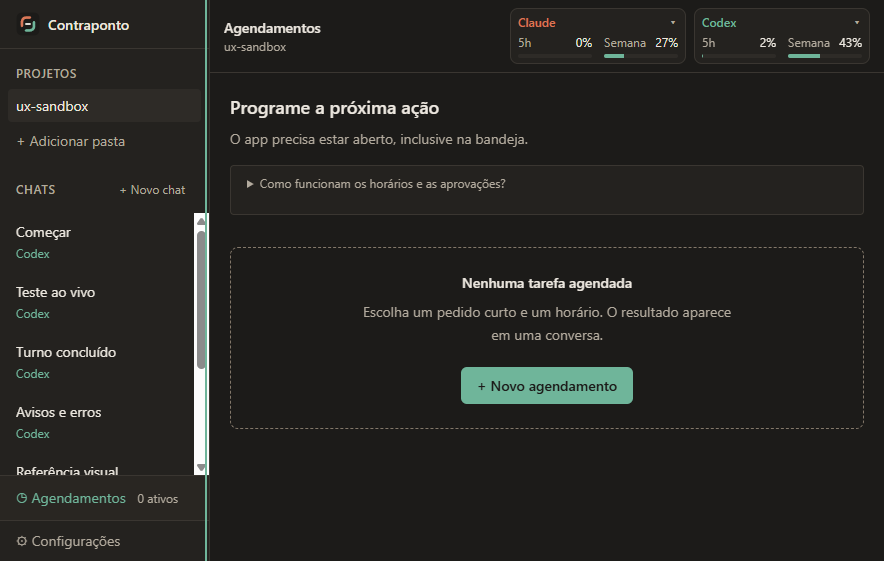 Contraponto
PROJETOS
ux-sandbox
+ Adicionar pasta
CHATS + Novo chat
Começar
Codex
Teste ao vivo
Codex
Turno concluído
Codex
Avisos e erros
Codex
Referência visual
Agendamentos 0 ativos
Configurações
Agendamentos
ux-sandbox
Claude
5h 0% Semana 27%
Codex
5h 2% Semana 43%
Programe a próxima ação
O app precisa estar aberto, inclusive na bandeja.
Como funcionam os horários e as aprovações?
Nenhuma tarefa agendada
Escolha um pedido curto e um horário. O resultado aparece
em uma conversa.
+ Novo agendamento